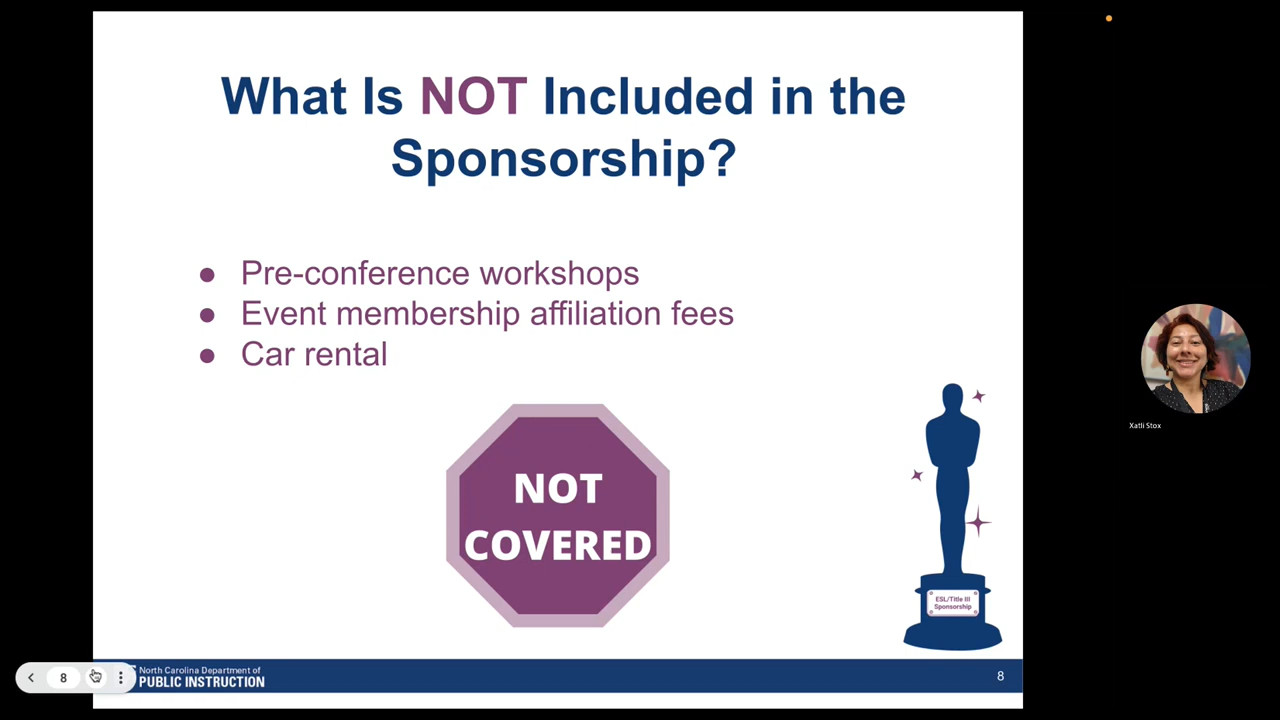 What Is NOT Included in the
Sponsorship?
● Pre-conference workshops
● Event membership affiliation fees
● Car rental
NOT
COVERED
ESL/Title III
Sponsorship
Xatli Stox
8
North Carolina Department of
PUBLIC INSTRUCTION
8